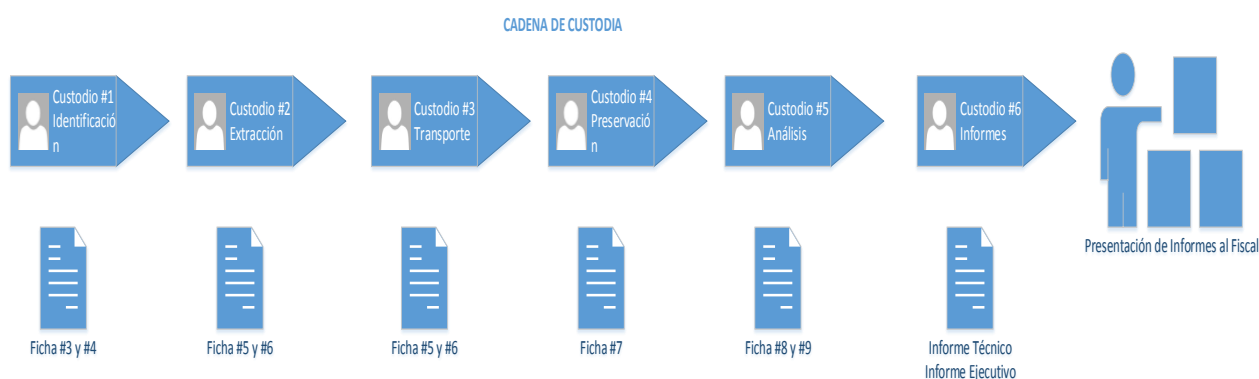 CADENA DE CUSTODIA
Custodio #1
Identificació
n
Custodio #2
Extracción
Custodio #3
Transporte
Custodio #4
Preservació
n
Custodio #5
Análisis
Custodio #6
Informes
Presentación de Informes al Fiscal
Ficha #3 y #4
Ficha #5 y #6
Ficha #5 y #6
Ficha #7
Ficha #8 y #9
Informe Técnico
Informe Ejecutivo